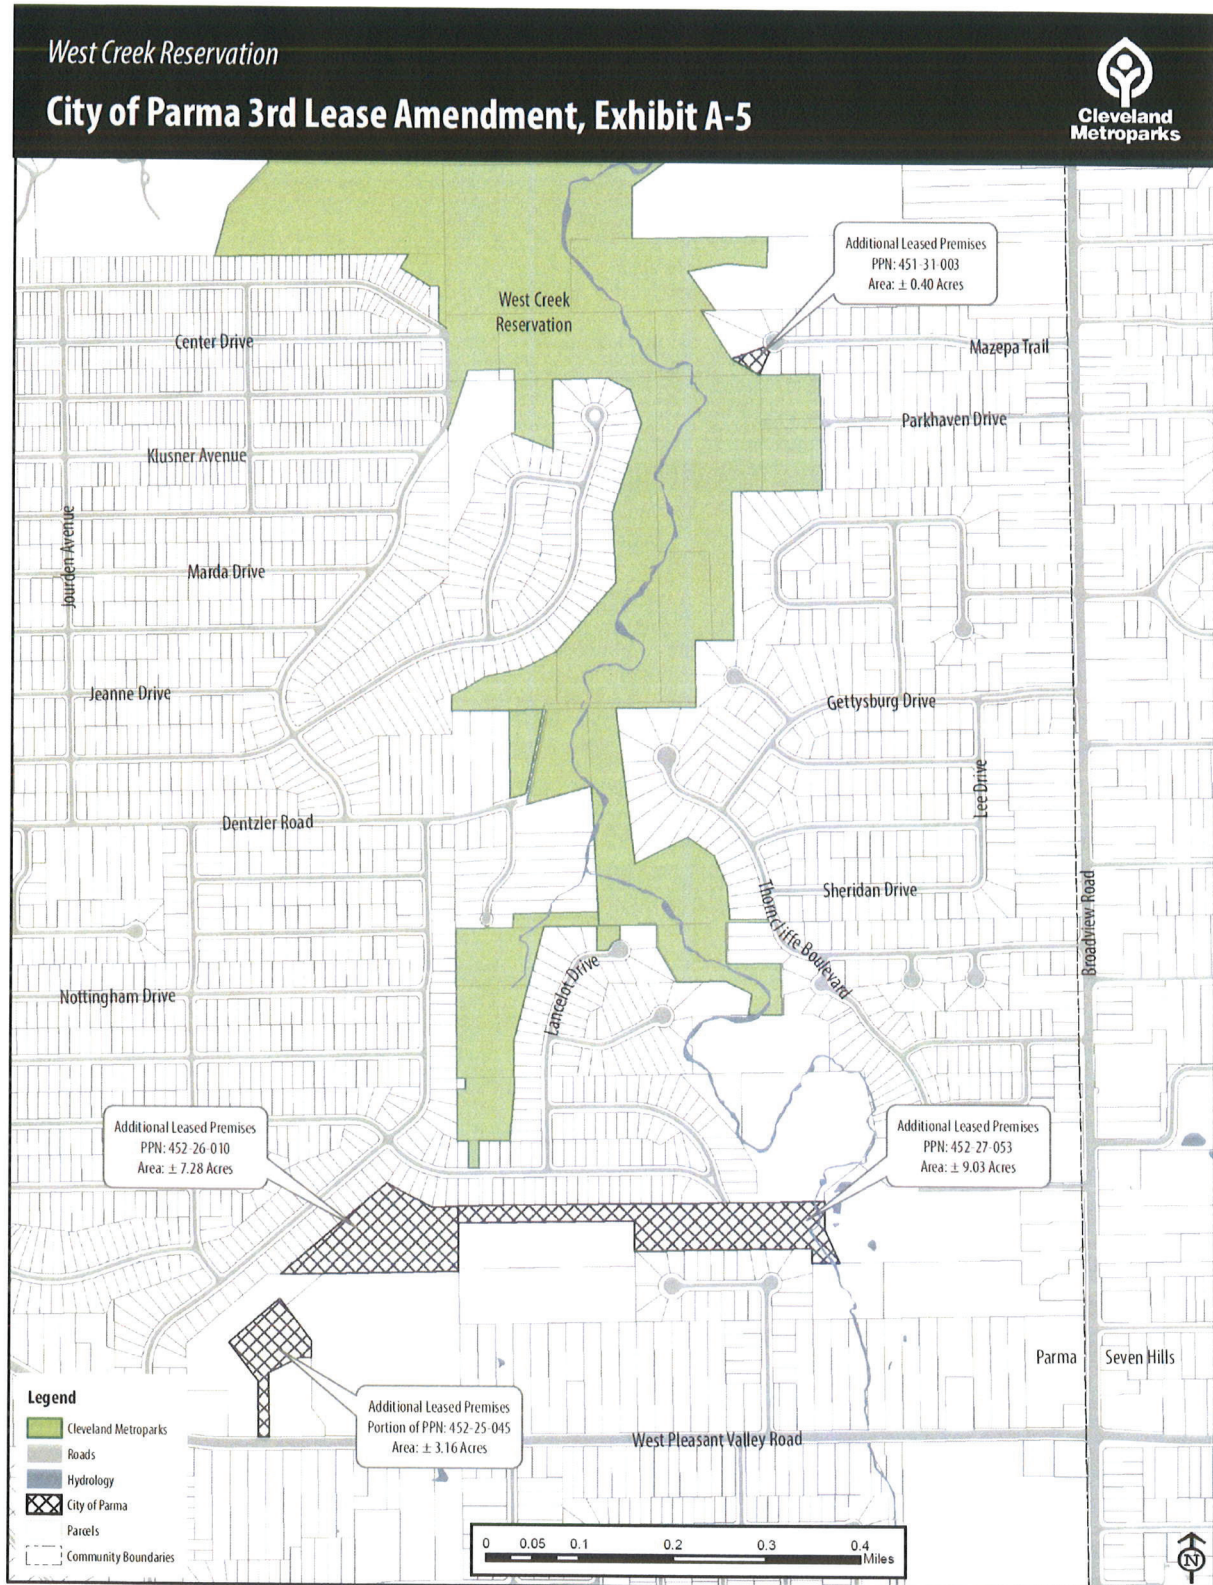 West Creek Reservation
City of Parma 3rd Lease Amendment, Exhibit A-5
Cleveland
Metroparks
Additional Leased Premises
PPN: 451-31-003
Area: ± 0.40 Acres
West Creek
Reservation
Center Drive
Mazepa Trail
Parkhaven Drive
Klusner Avenue
Jourden Avenue
Marda Drive
Jeanne Drive
Gettysburg Drive
Lee Drive
Dentzler Road
Sheridan Drive
Thorncliffe Boulevard
Broadview Road
Lancelot Drive
Nottingham Drive
Additional Leased Premises
PPN: 452-26-010
Area: ± 7.28 Acres
Additional Leased Premises
PPN: 452-27-053
Area: ± 9.03 Acres
Parma
Seven Hills
Additional Leased Premises
Portion of PPN: 452-25-045
Area: ± 3.16 Acres
West Pleasant Valley Road
Legend
Cleveland Metroparks
Roads
Hydrology
City of Parma
Parcels
Community Boundaries
0 0.05 0.1 0.2 0.3 0.4
Miles
N